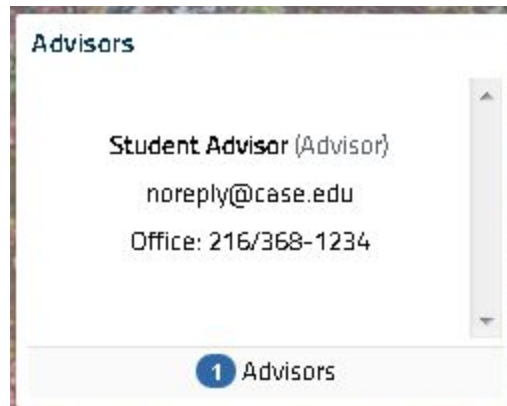 Advisors
Student Advisor (Advisor)
noreply@case.edu
Office: 216/368-1234
1 Advisors